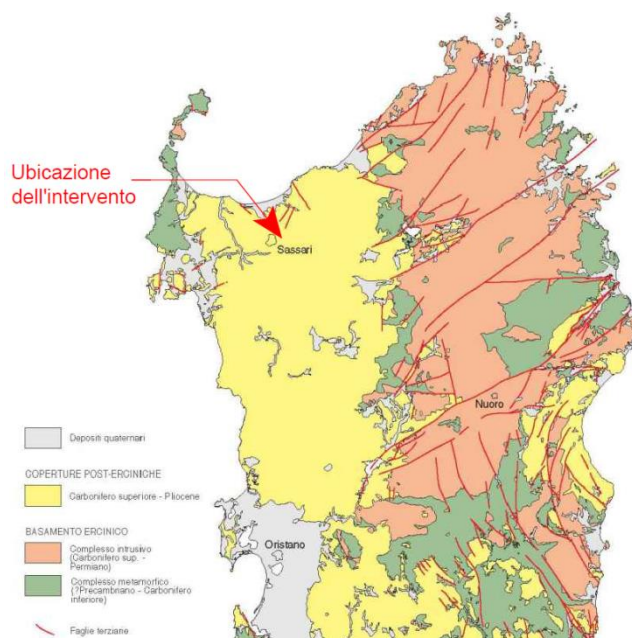 Ubicazione
dell'intervento
Sassari
Nuoro
Oristano
Depositi quaternari
COPERTURE POST-ERCINICHE
Carbonifero superiore - Pliocene
BASAMENTO ERCINICO
Complesso intrusivo
(Carbonifero sup. -
Permiano)
Complesso metamorfico
(?Precambriano - Carbonifero
inferiore)
Faglie terziarie